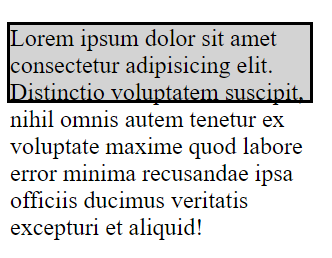 Lorem ipsum dolor sit amet
consectetur adipisicing elit.
Distinctio voluptatem suscipit,
nihil omnis autem tenetur ex
voluptate maxime quod labore
error minima recusandae ipsa
officiis ducimus veritatis
excepturi et aliquid!